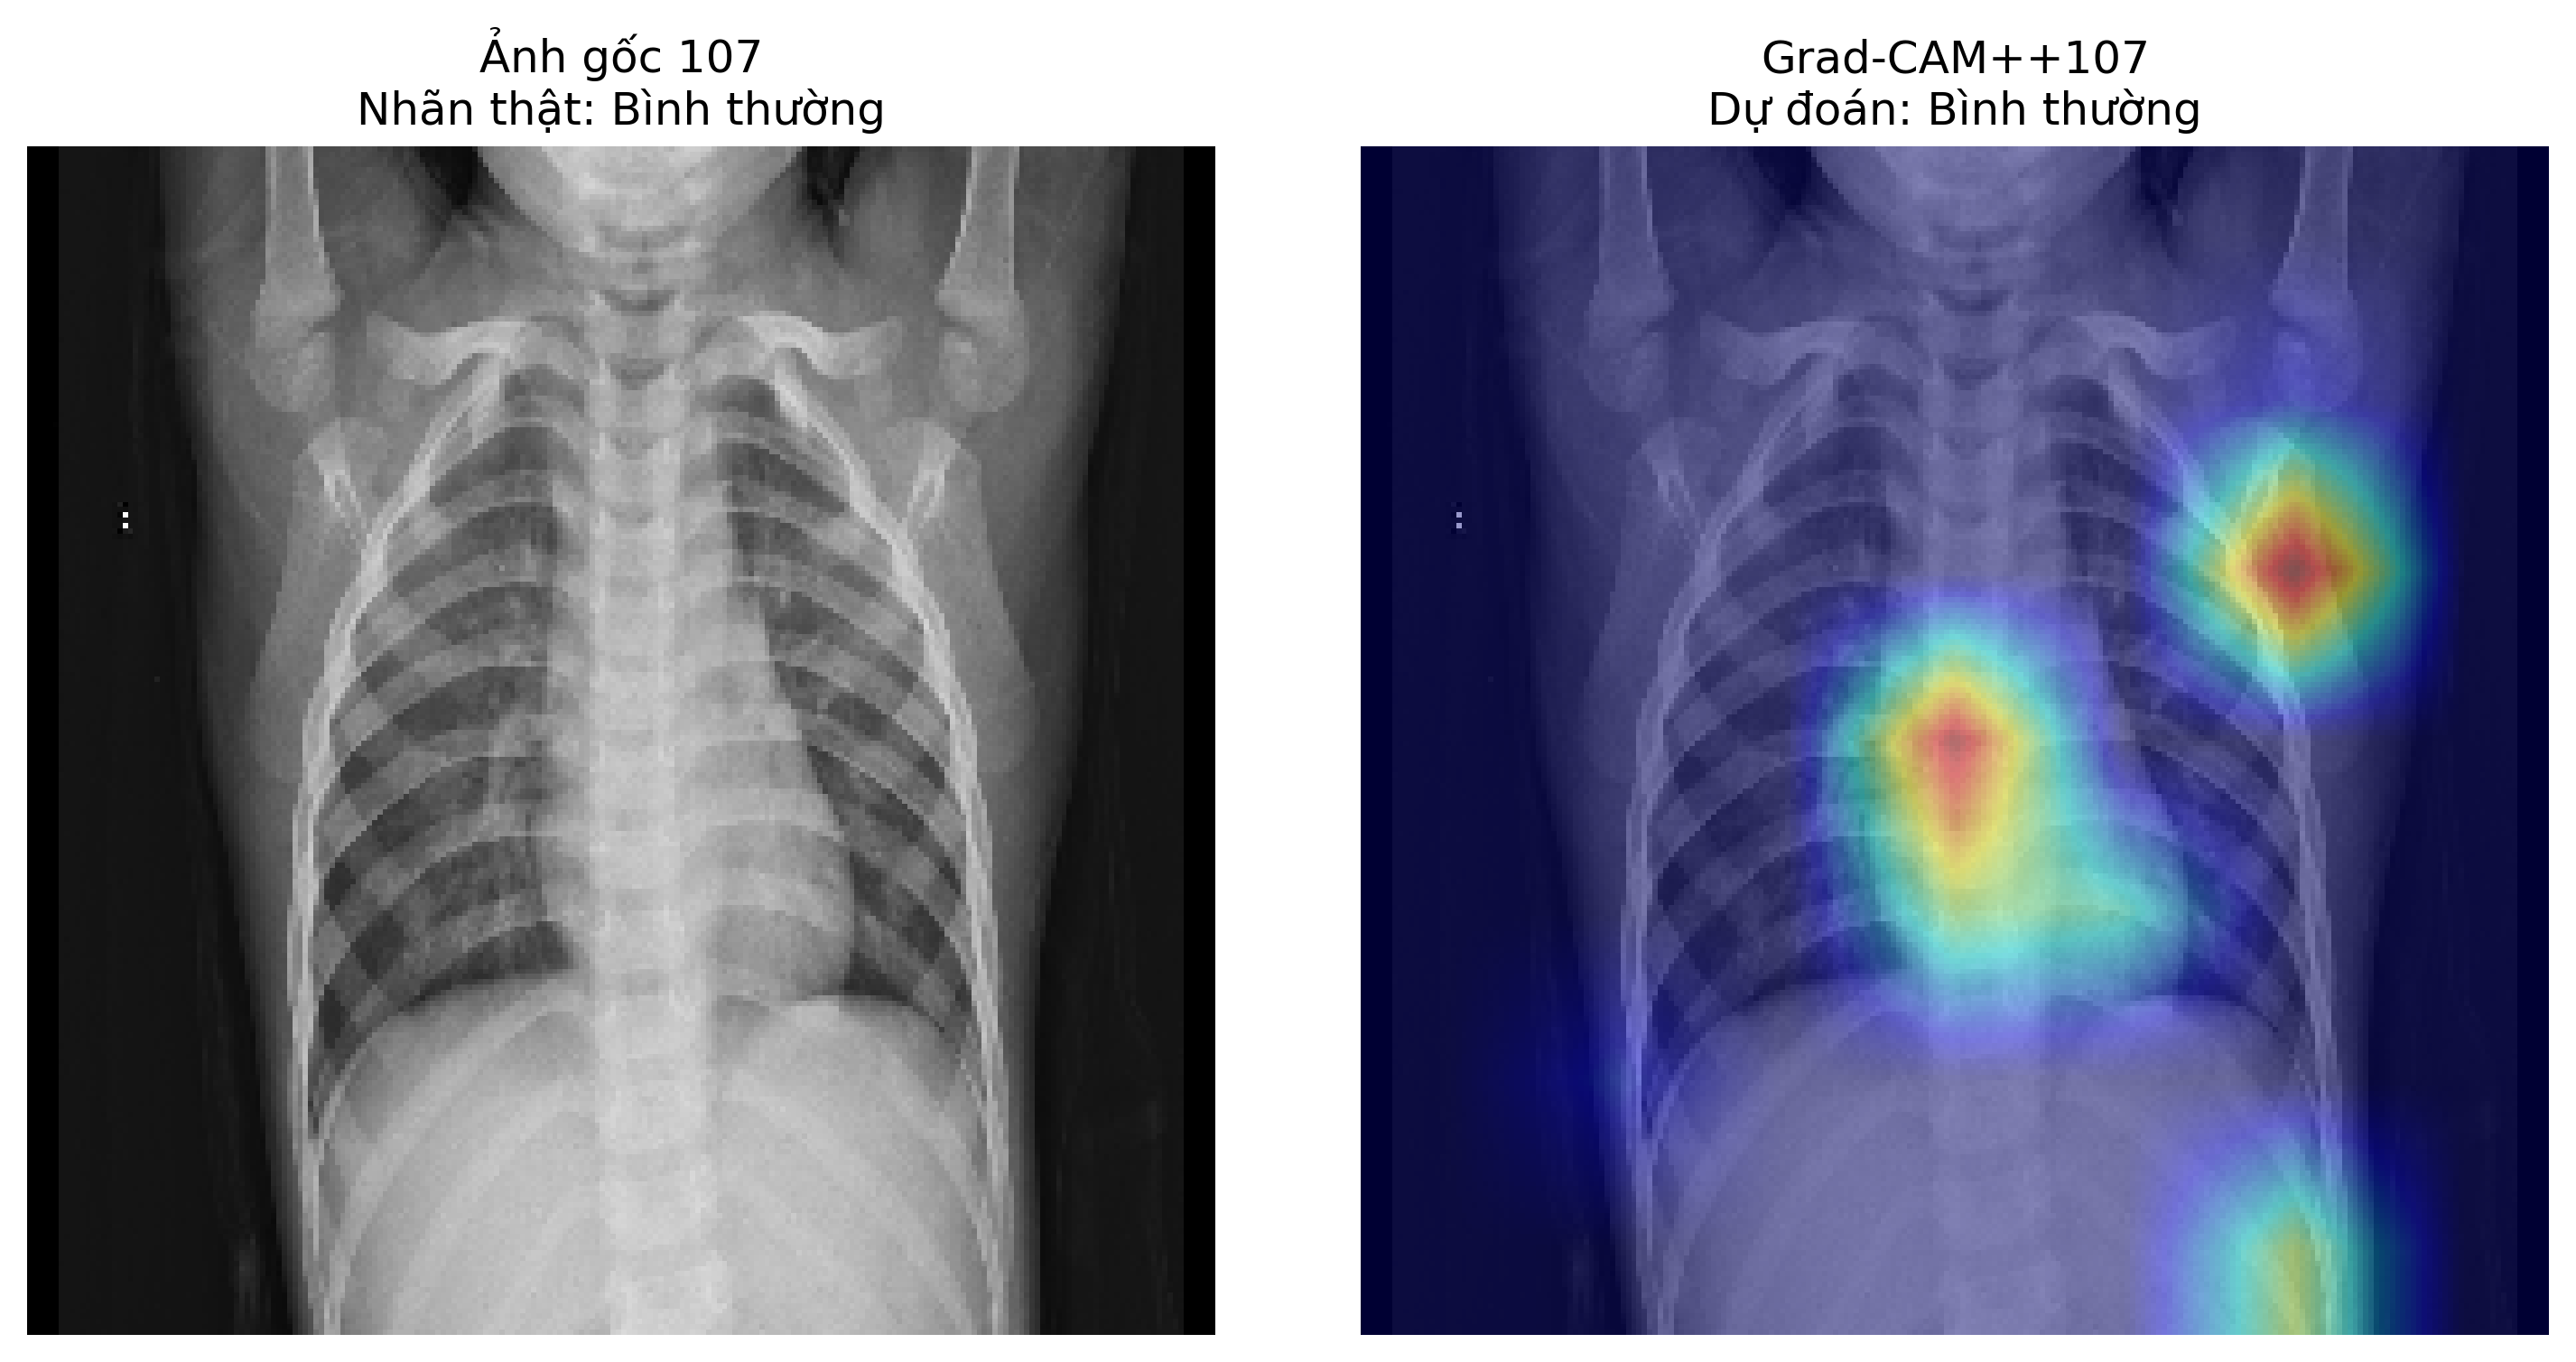 Ảnh gốc 107
Nhãn thật: Bình thường
Grad-CAM++107
Dự đoán: Bình thường